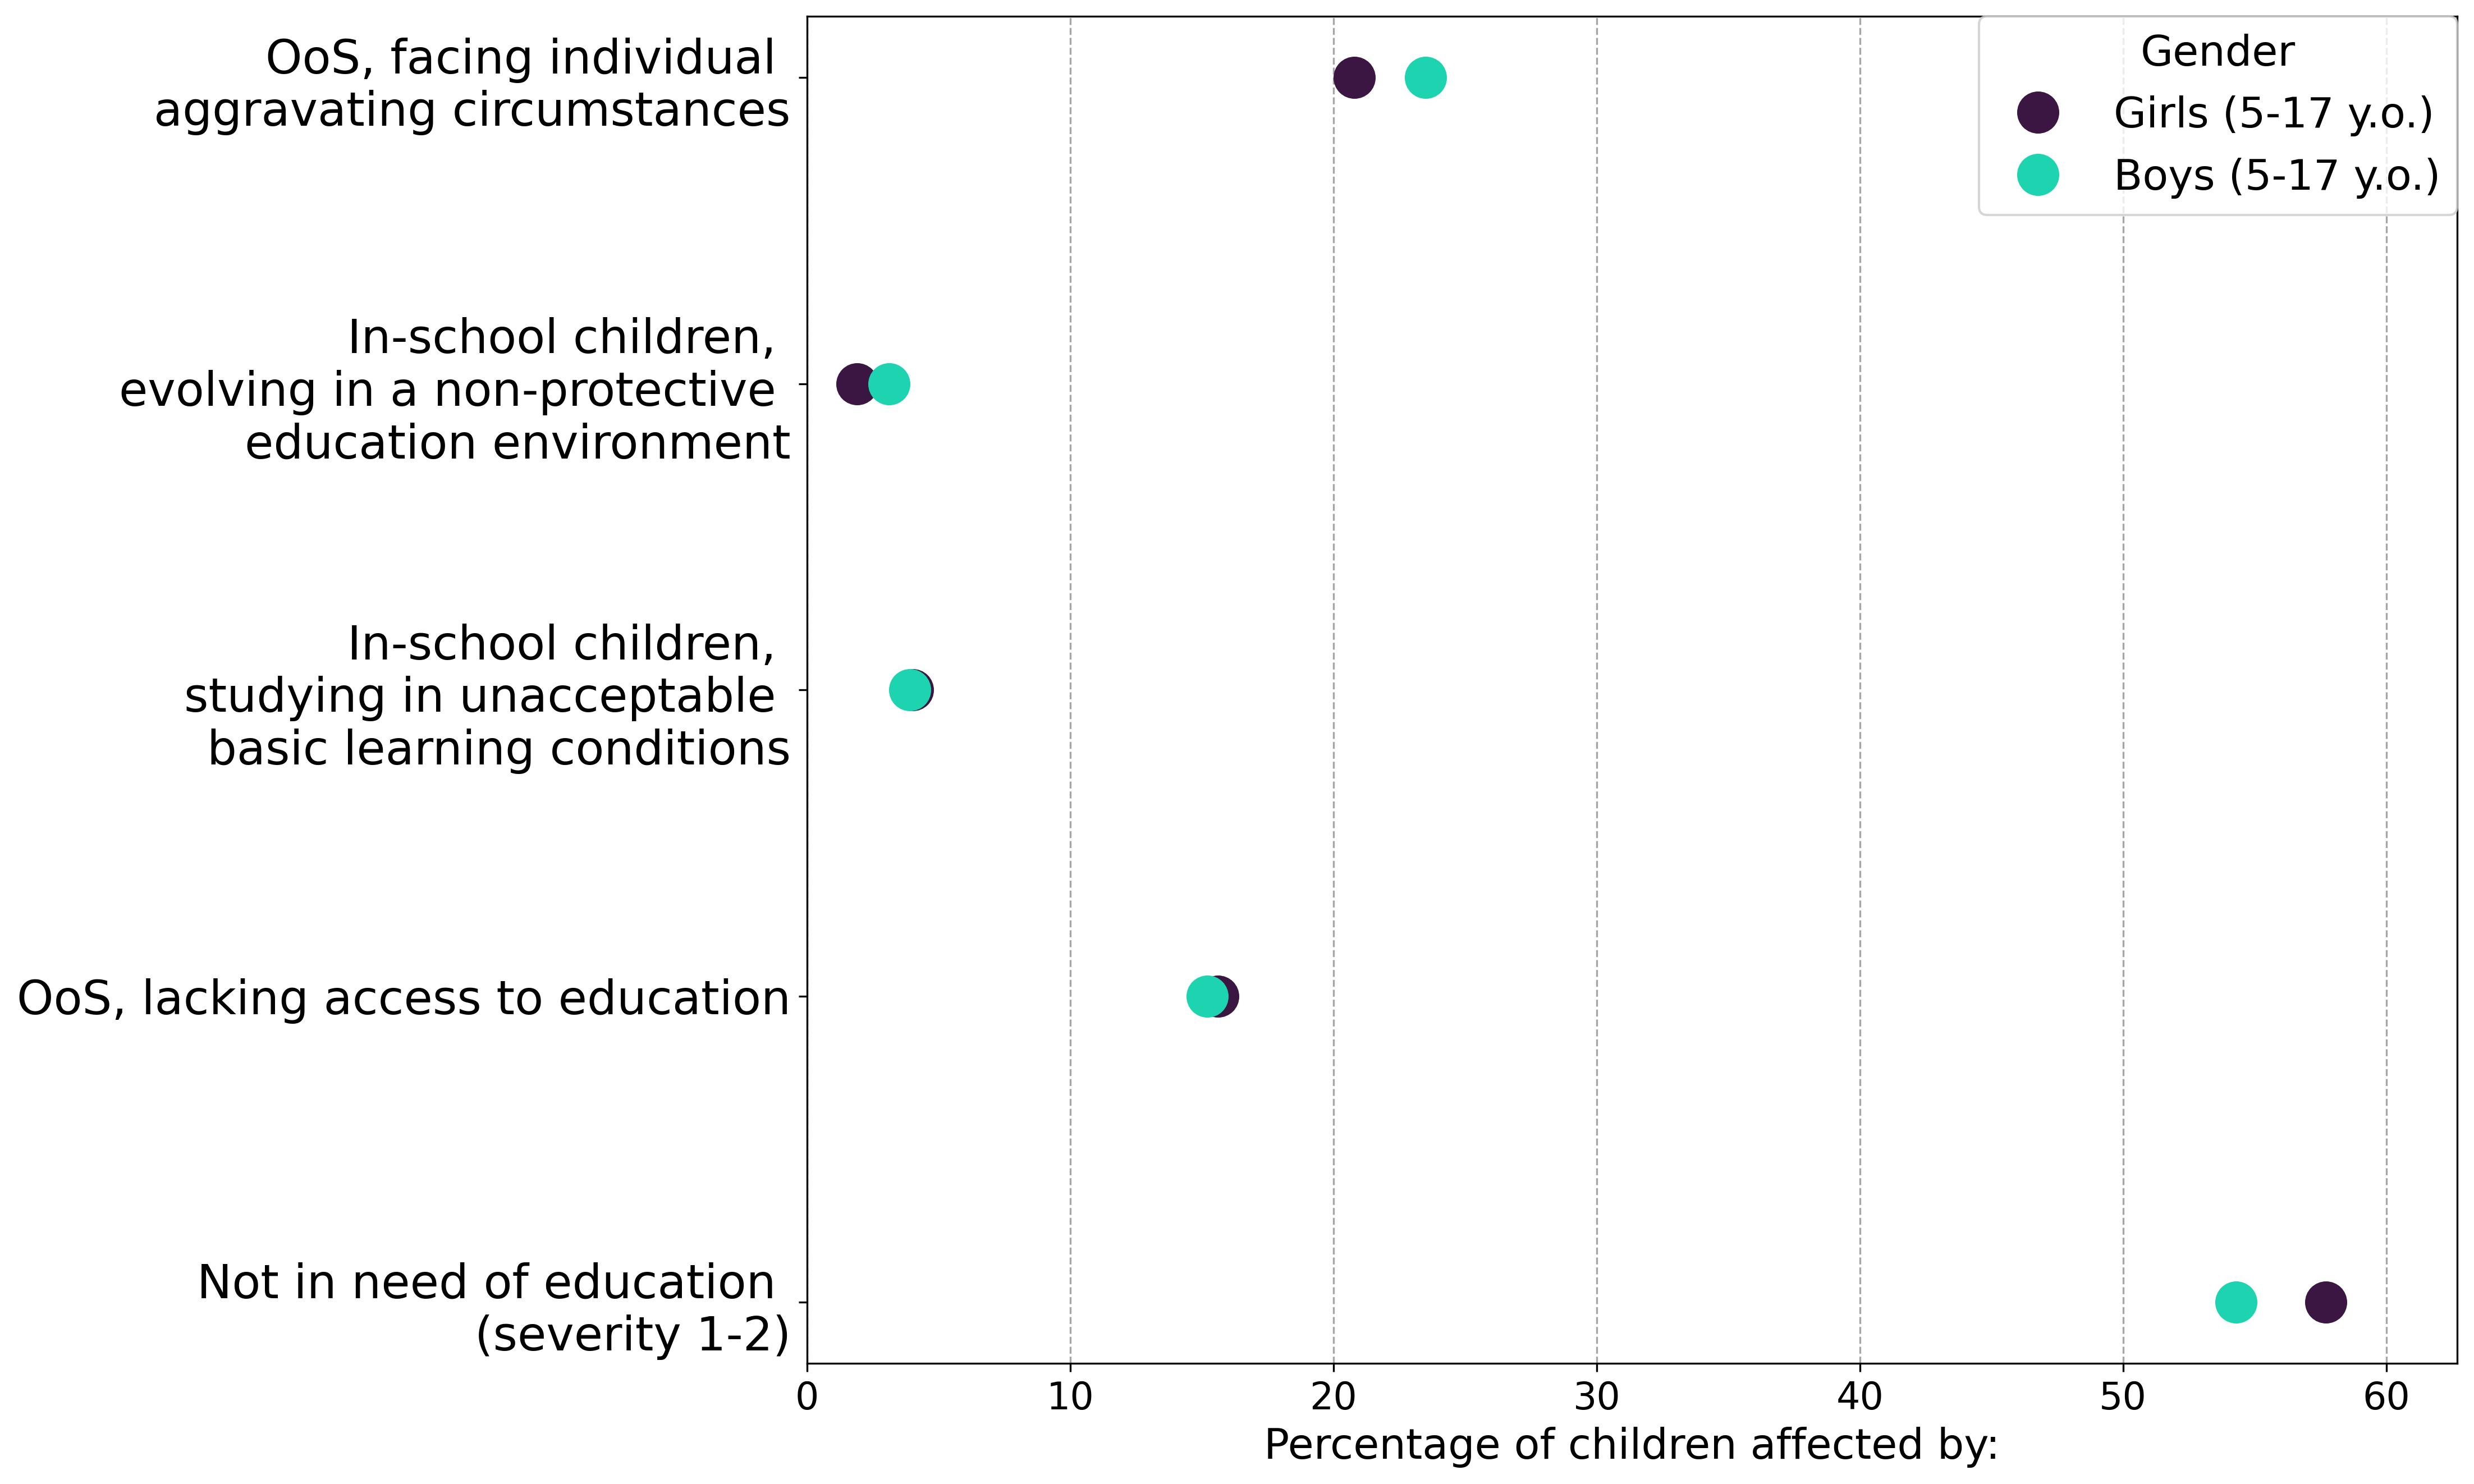 OoS, facing individual
aggravating circumstances
In-school children,
evolving in a non-protective
education environment
In-school children,
studying in unacceptable
basic learning conditions
OoS, lacking access to education
Not in need of education
(severity 1-2)
Gender
Girls (5-17 y.o.)
Boys (5-17 y.o.)
0 10 20 30 40 50 60
Percentage of children affected by: